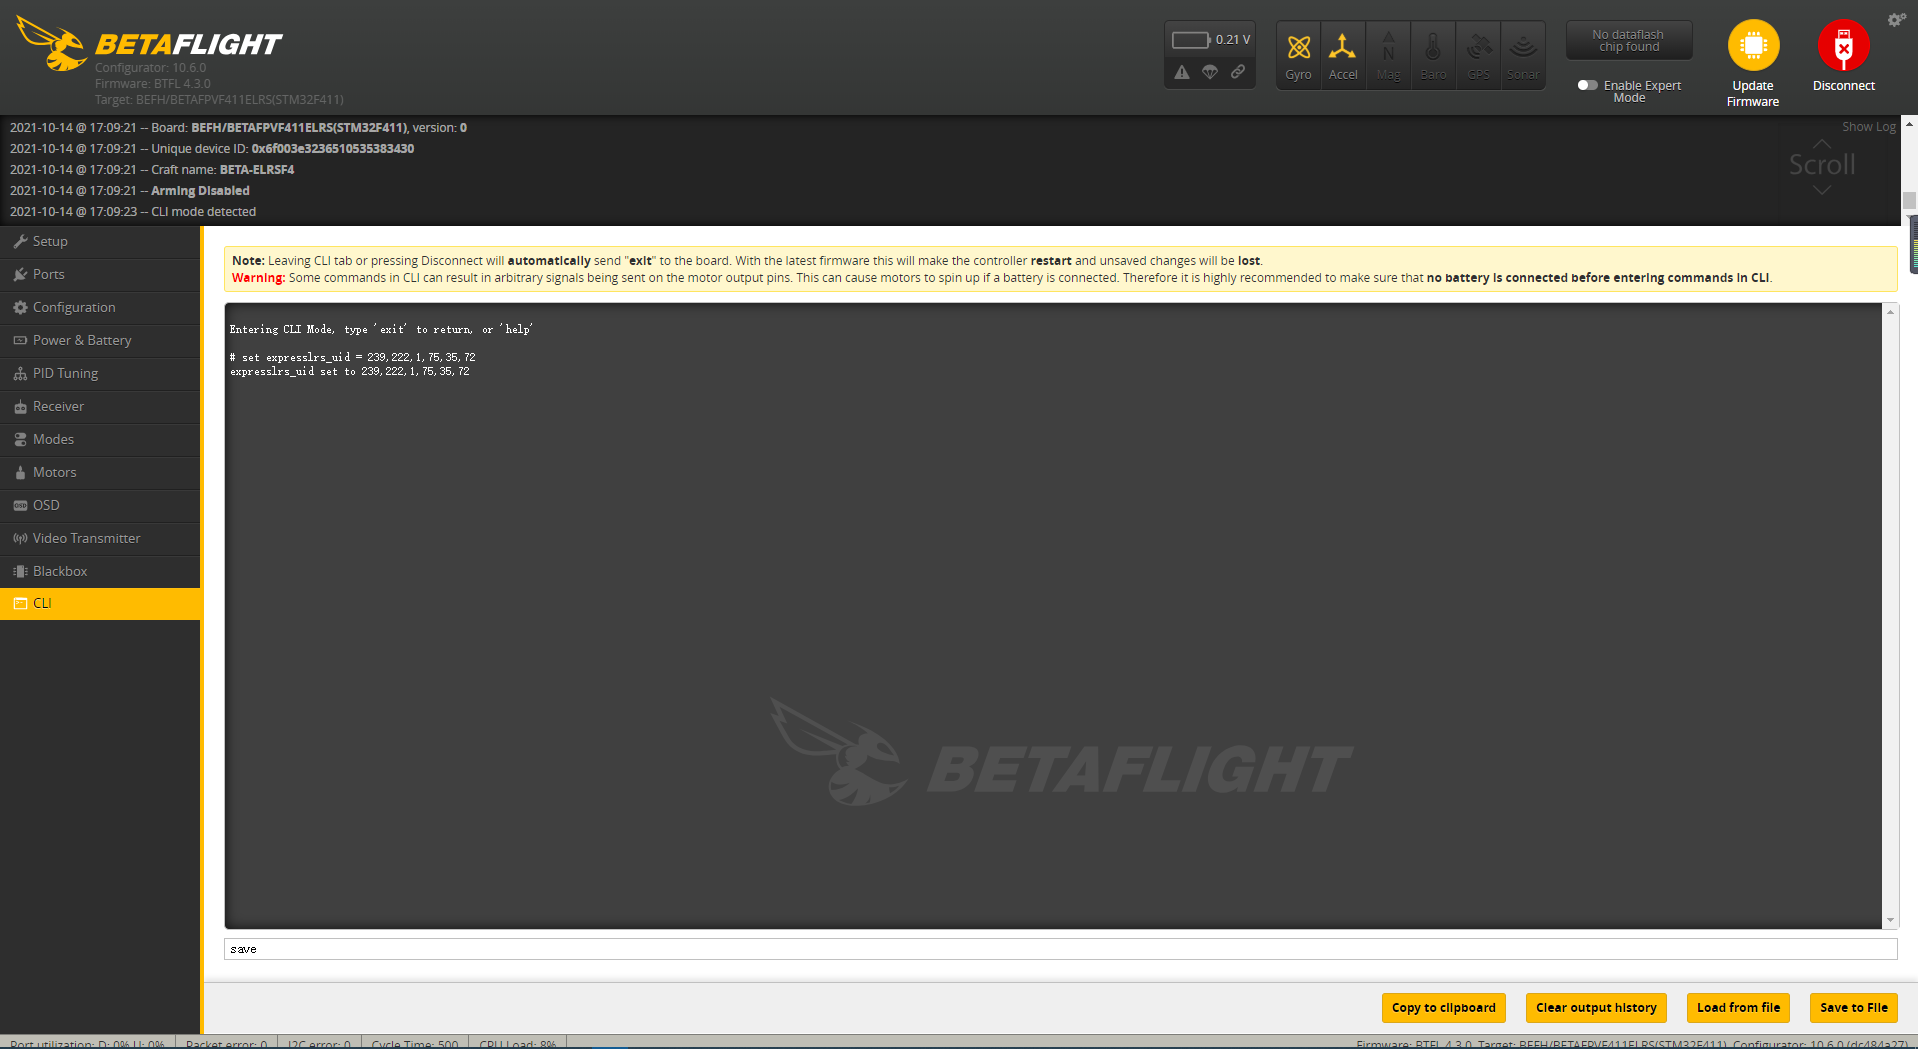 BETAFLIGHT
Configurator: 10.6.0
Firmware: BTFL 4.3.0
Target: BEFH/BETAFPVF411ELRS(STM32F411)
0.21 V
Gyro
Accel
Mag
Baro
GPS
Sonar
No dataflash
chip found
Enable Expert
Mode
Update
Firmware
Disconnect
2021-10-14 @ 17:09:21 -- Board: BEFH/BETAFPVF411ELRS(STM32F411), version: 0
2021-10-14 @ 17:09:21 -- Unique device ID: 0x6f003e3236510535383430
2021-10-14 @ 17:09:21 -- Craft name: BETA-ELRSF4
2021-10-14 @ 17:09:21 -- Arming Disabled
2021-10-14 @ 17:09:23 -- CLI mode detected
Show Log
Scroll
Setup
Ports
Configuration
Power & Battery
PID Tuning
Receiver
Modes
Motors
OSD
Video Transmitter
Blackbox
CLI
Note: Leaving CLI tab or pressing Disconnect will automatically send "exit" to the board. With the latest firmware this will make the controller restart and unsaved changes will be lost.
Warning: Some commands in CLI can result in arbitrary signals being sent on the motor output pins. This can cause motors to spin up if a battery is connected. Therefore it is highly recommended to make sure that no battery is connected before entering commands in CLI.
Entering CLI Mode, type 'exit' to return, or 'help'
# set expresslrs_uid = 239,222,1,75,35,72
expresslrs_uid set to 239,222,1,75,35,72
BETAFLIGHT
save
Copy to clipboard
Clear output history
Load from file
Save to File
Port utilization: D: 0% U: 0%
Packet error: 0
I2C error: 0
Cycle Time: 500
CPU Load: 8%
Firmware: BTFL 4.3.0, Target: BEFH/BETAFPVF411ELRS(STM32F411), Configurator: 10.6.0 (dc484a27)